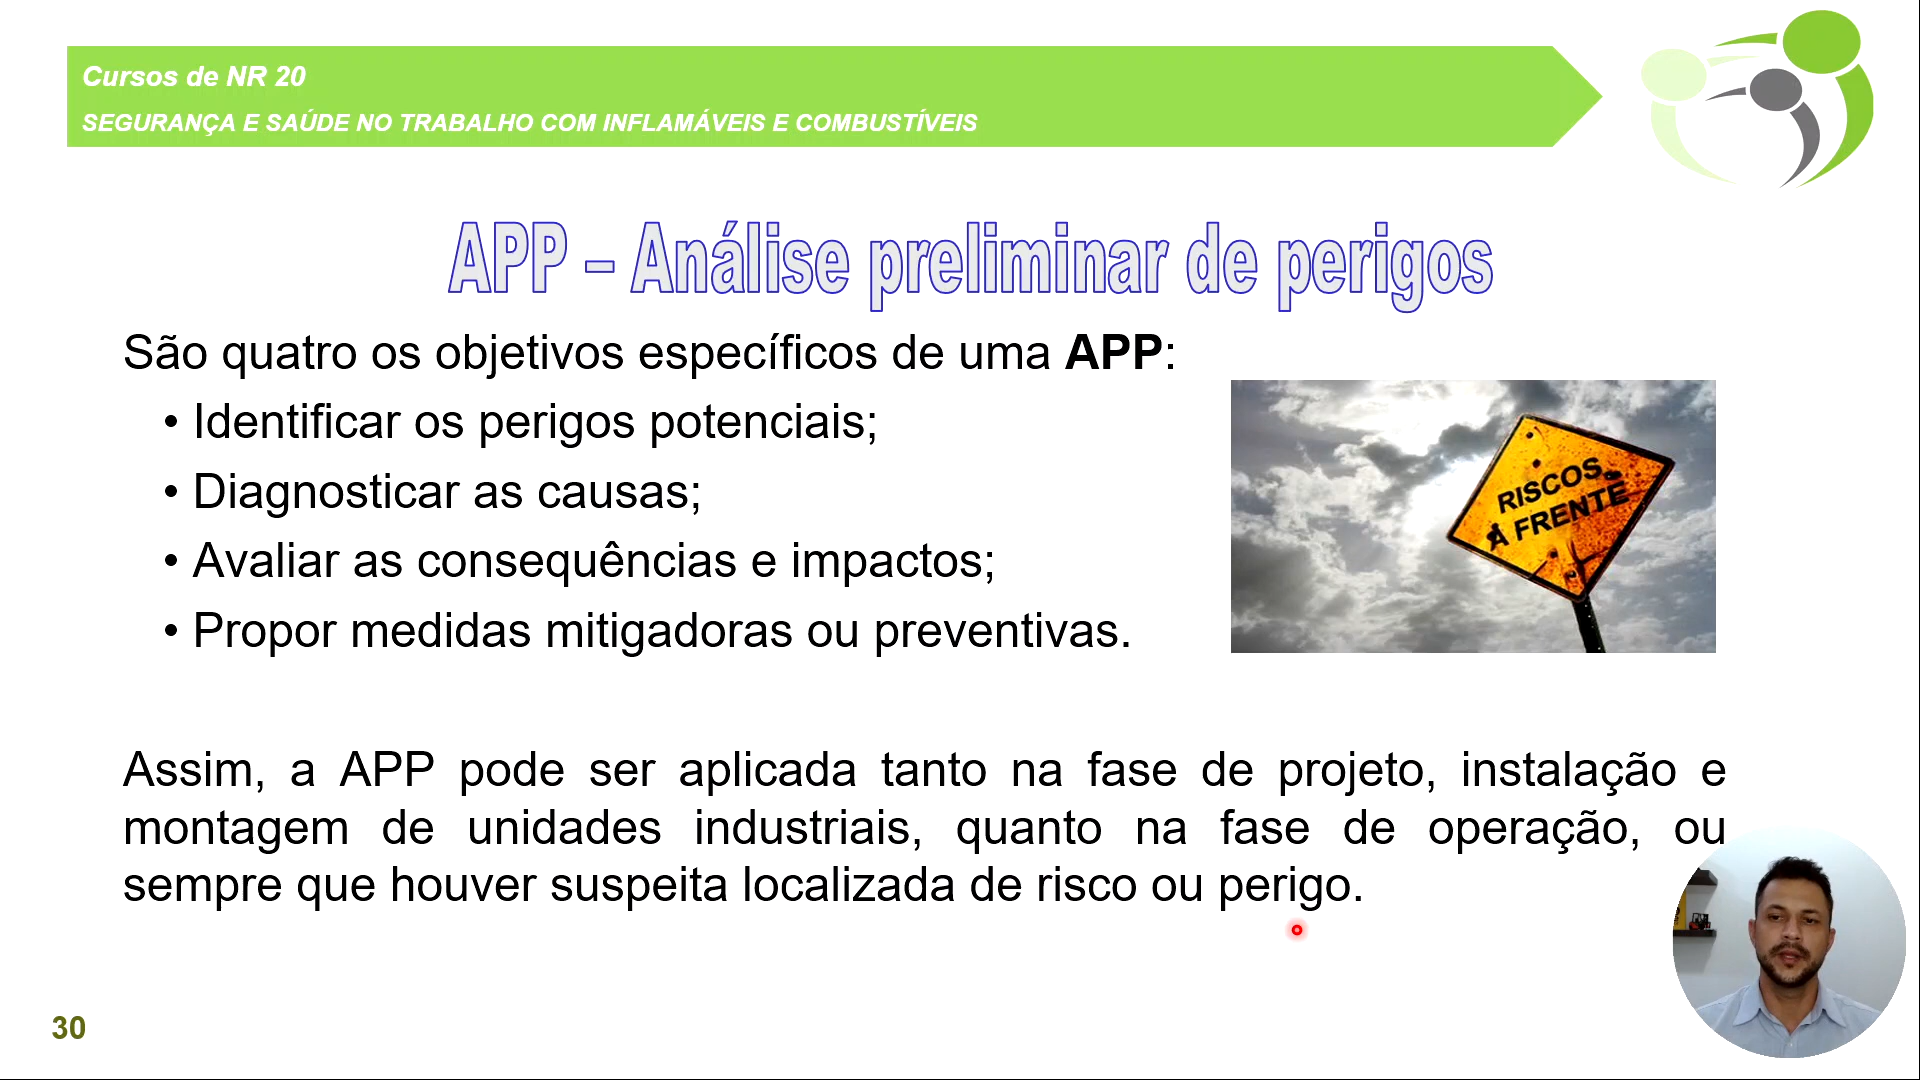 Cursos de NR 20
SEGURANÇA E SAÚDE NO TRABALHO COM INFLAMÁVEIS E COMBUSTÍVEIS
APP – Análise preliminar de perigos
São quatro os objetivos específicos de uma APP:
• Identificar os perigos potenciais;
• Diagnosticar as causas;
• Avaliar as consequências e impactos;
• Propor medidas mitigadoras ou preventivas.
RISCOS
À FRENTE
Assim, a APP pode ser aplicada tanto na fase de projeto, instalação e
montagem de unidades industriais, quanto na fase de operação, ou
sempre que houver suspeita localizada de risco ou perigo.
30